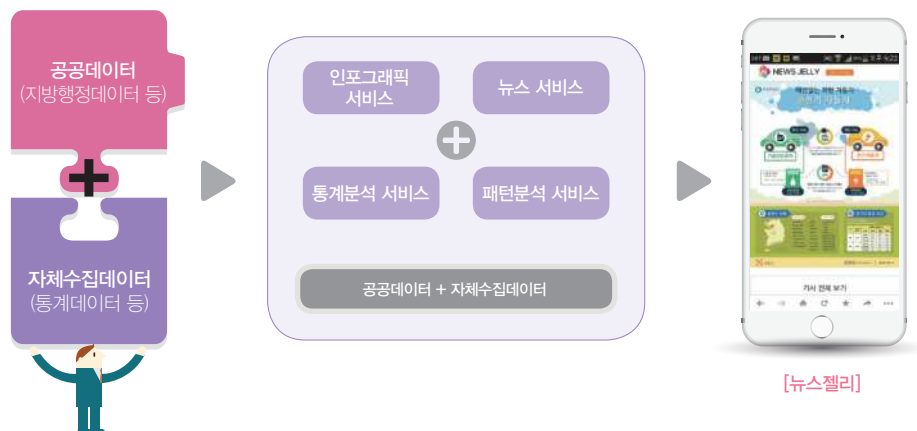 공공데이터
(지방행정데이터 등)
자체수집데이터
(통계데이터 등)
인포그래픽
서비스
뉴스 서비스
통계분석 서비스
패턴분석 서비스
공공데이터 + 자체수집데이터
NEWS JELLY
기사 전체 보기
[뉴스젤리]